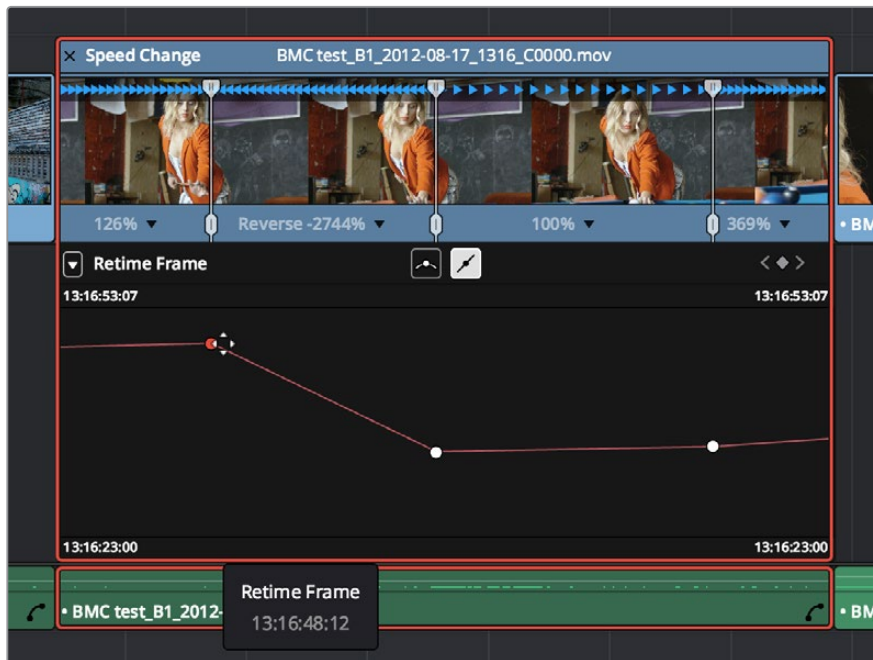 Speed Change BMC test_B1_2012-08-17_1316_C0000.mov
126% Reverse -2744% 100% 369% • BM
Retime Frame
13:16:53:07 13:16:53:07
13:16:23:00 13:16:23:00
Retime Frame
13:16:48:12
• BMC test_B1_2012- • BM